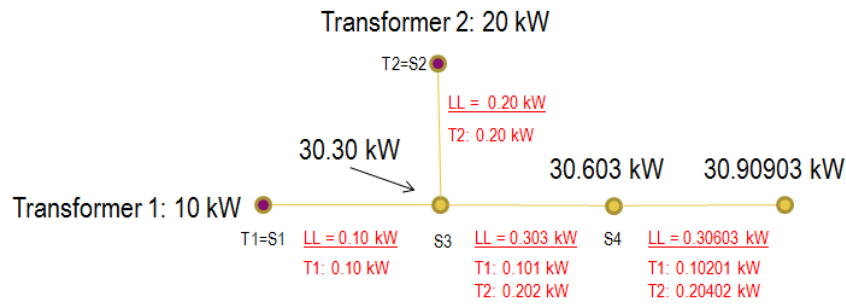 Transformer 2: 20 kW
T2=S2
LL =  0.20 kW
T2: 0.20 kW
30.30 kW
30.603 kW
30.90903 kW
Transformer 1: 10 kW
T1=S1
LL = 0.10 kW
T1: 0.10 kW
S3
LL = 0.303 kW
T1: 0.101 kW
T2: 0.202 kW
S4
LL = 0.30603 kW
T1: 0.10201 kW
T2: 0.20402 kW